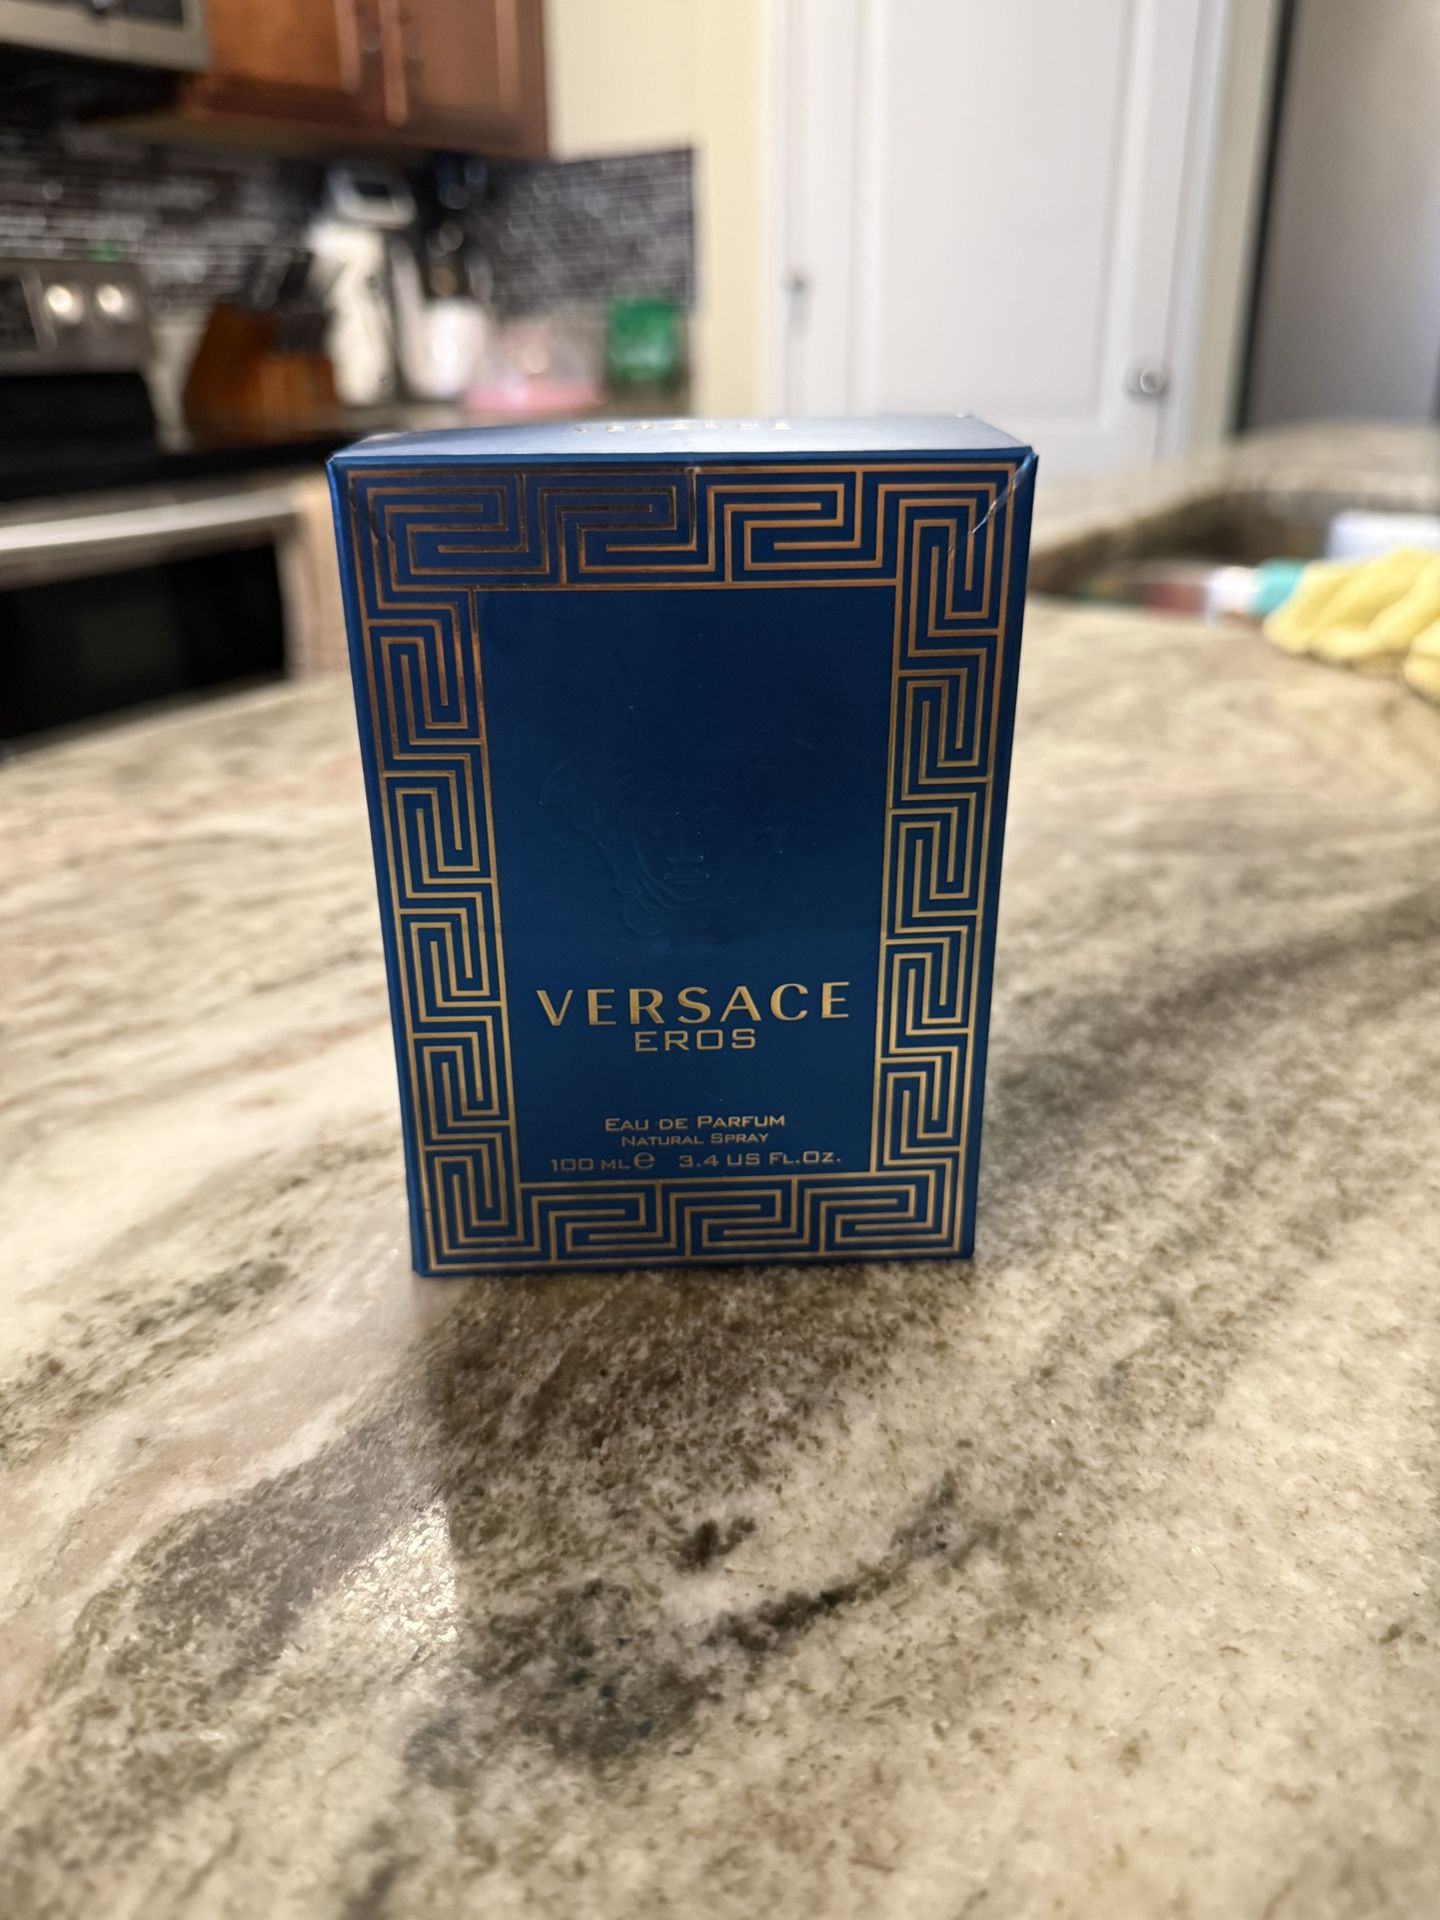 VERSACE
EROS
EAU DE PARFUM
NATURAL SPRAY
100 ML ℮ 3.4 US FL.OZ.